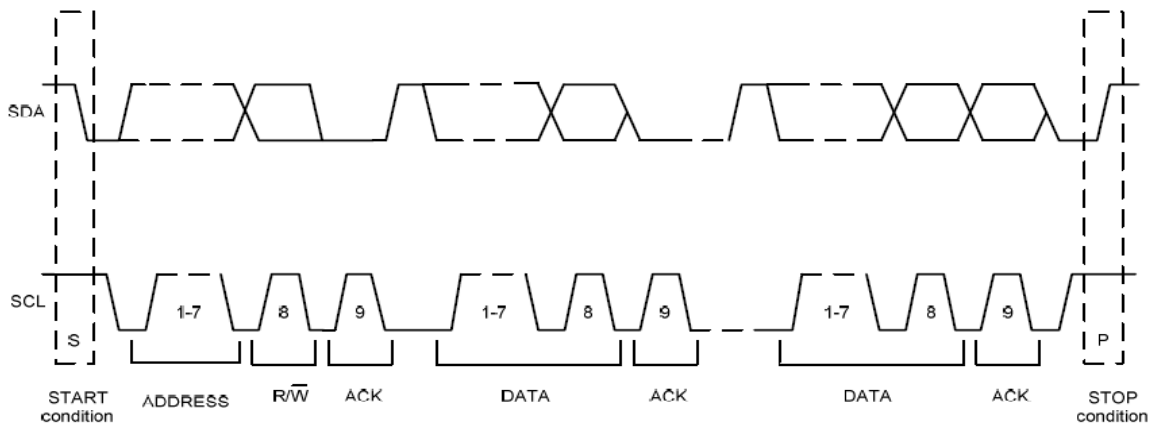 SDA
SCL
1-7 8 9 1-7 8 9 1-7 8 9
S P
START
condition
ADDRESS R/W̅ ACK DATA ACK DATA ACK
STOP
condition